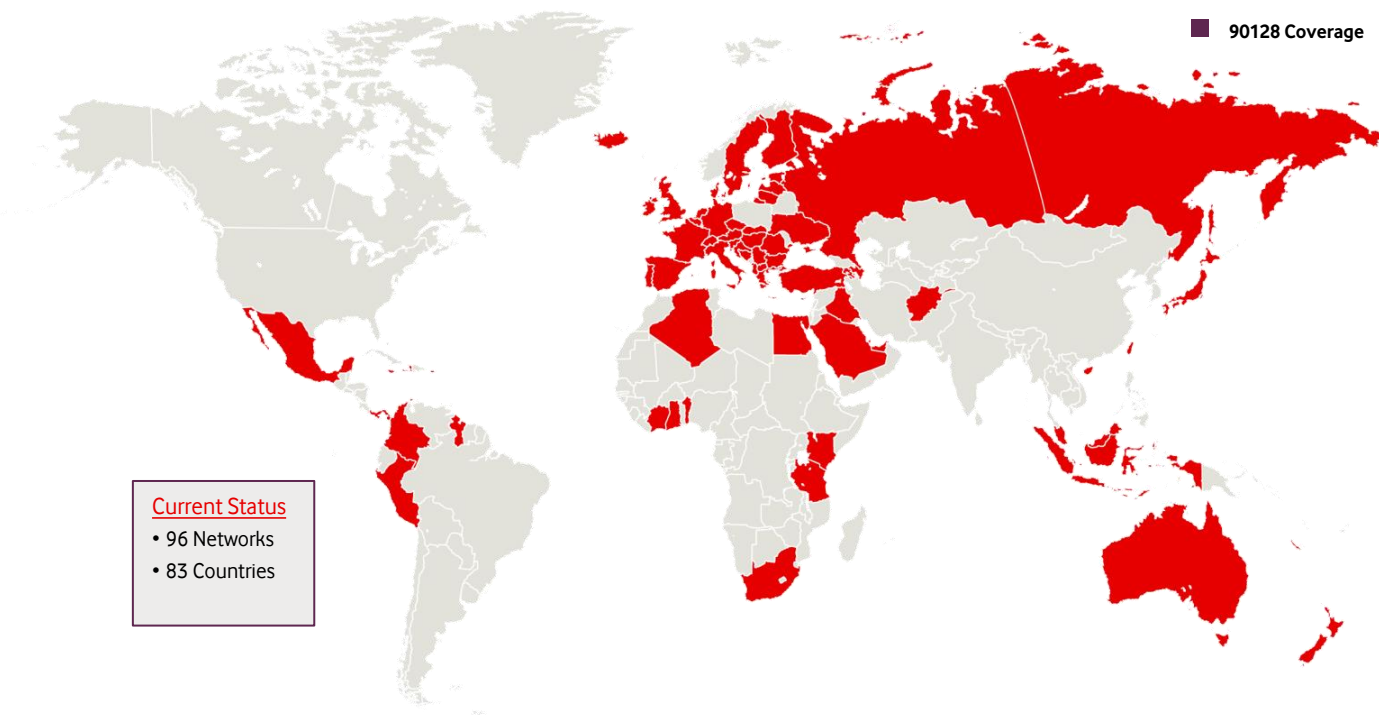 90128 Coverage
Current Status
• 96 Networks
• 83 Countries